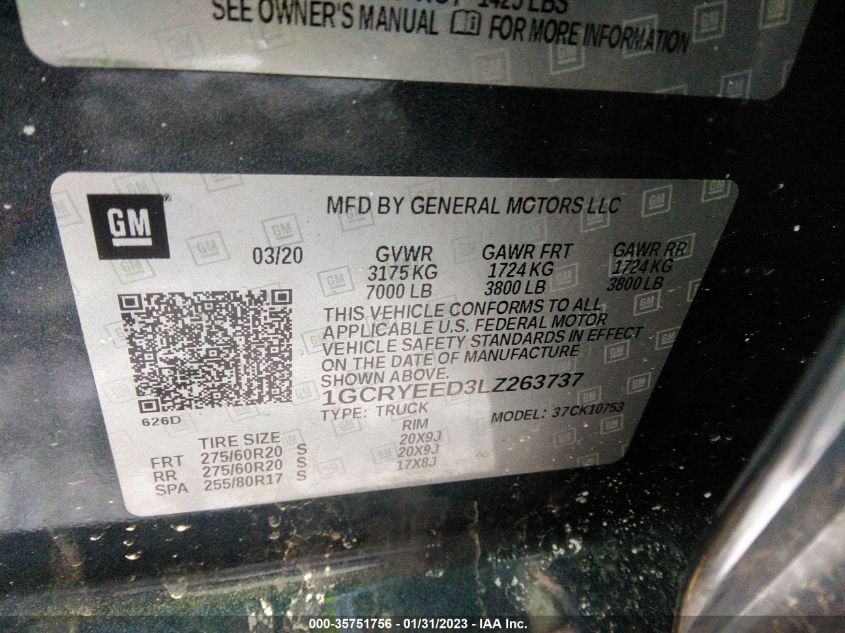 1425 LBS
SEE OWNER'S MANUAL FOR MORE INFORMATION
GM
MFD BY GENERAL MOTORS LLC
03/20 GVWR GAWR FRT GAWR RR
3175 KG 1724 KG 1724 KG
7000 LB 3800 LB 3800 LB
THIS VEHICLE CONFORMS TO ALL
APPLICABLE U.S. FEDERAL MOTOR
VEHICLE SAFETY STANDARDS IN EFFECT
ON THE DATE OF MANUFACTURE
SHOWN ABOVE.
1GCRYEED3LZ263737
TYPE: TRUCK MODEL: 37CK10753
626D
TIRE SIZE RIM
FRT 275/60R20 S 20X9J
RR 275/60R20 S 20X9J
SPA 255/80R17 S 17X8J
000-35751756 - 01/31/2023 - IAA Inc.